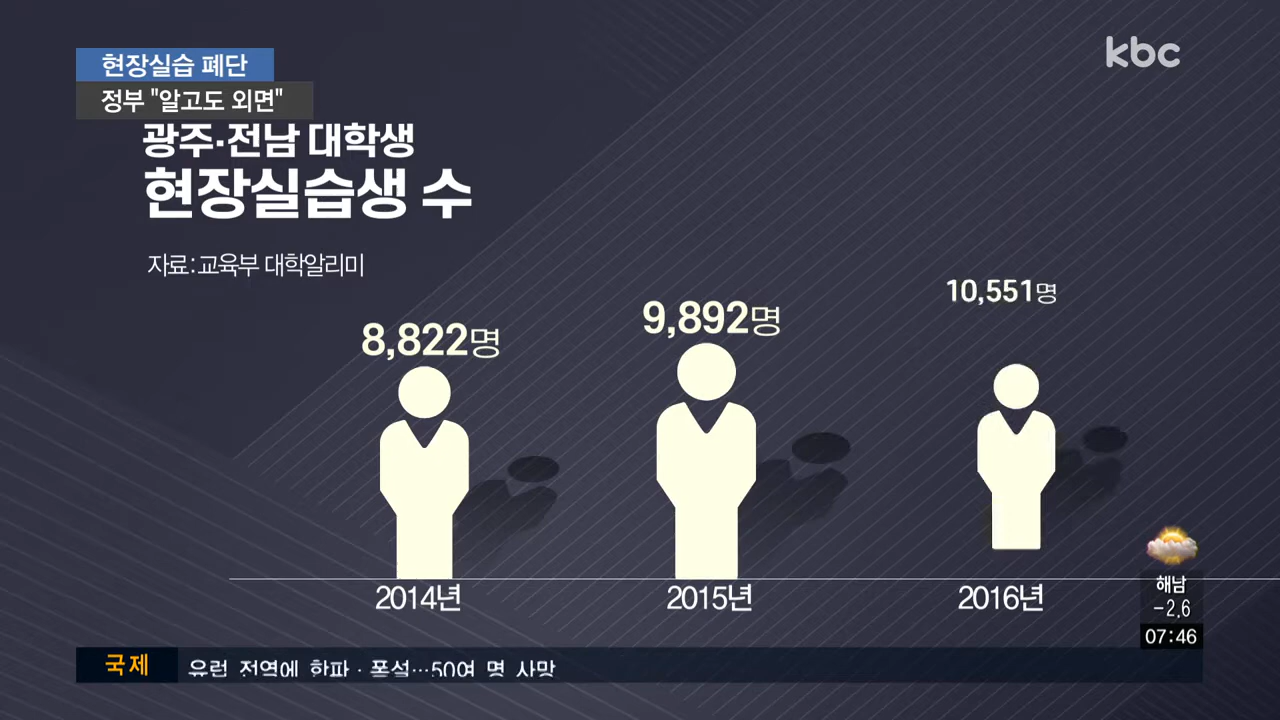 현장실습 폐단
kbc
정부 "알고도 외면"
광주·전남 대학생
현장실습생 수
자료:교육부 대학알리미
8,822명
9,892명
10,551명
2014년
2015년
2016년
해남
-2.6
07:46
국제
유럽 전역에 한파·폭설…50여 명 사망